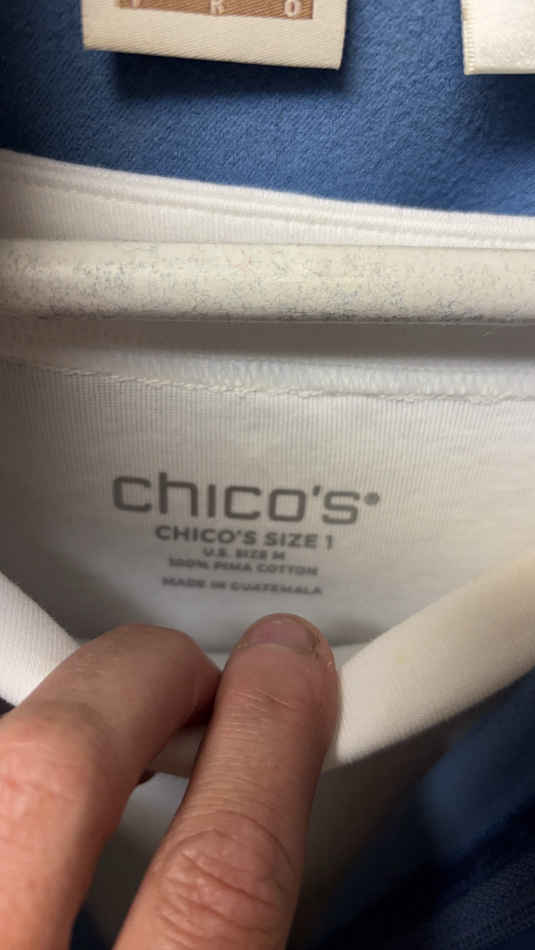 R O
chico's®
CHICO'S SIZE 1
U.S. SIZE M
100% PIMA COTTON
MADE IN GUATEMALA